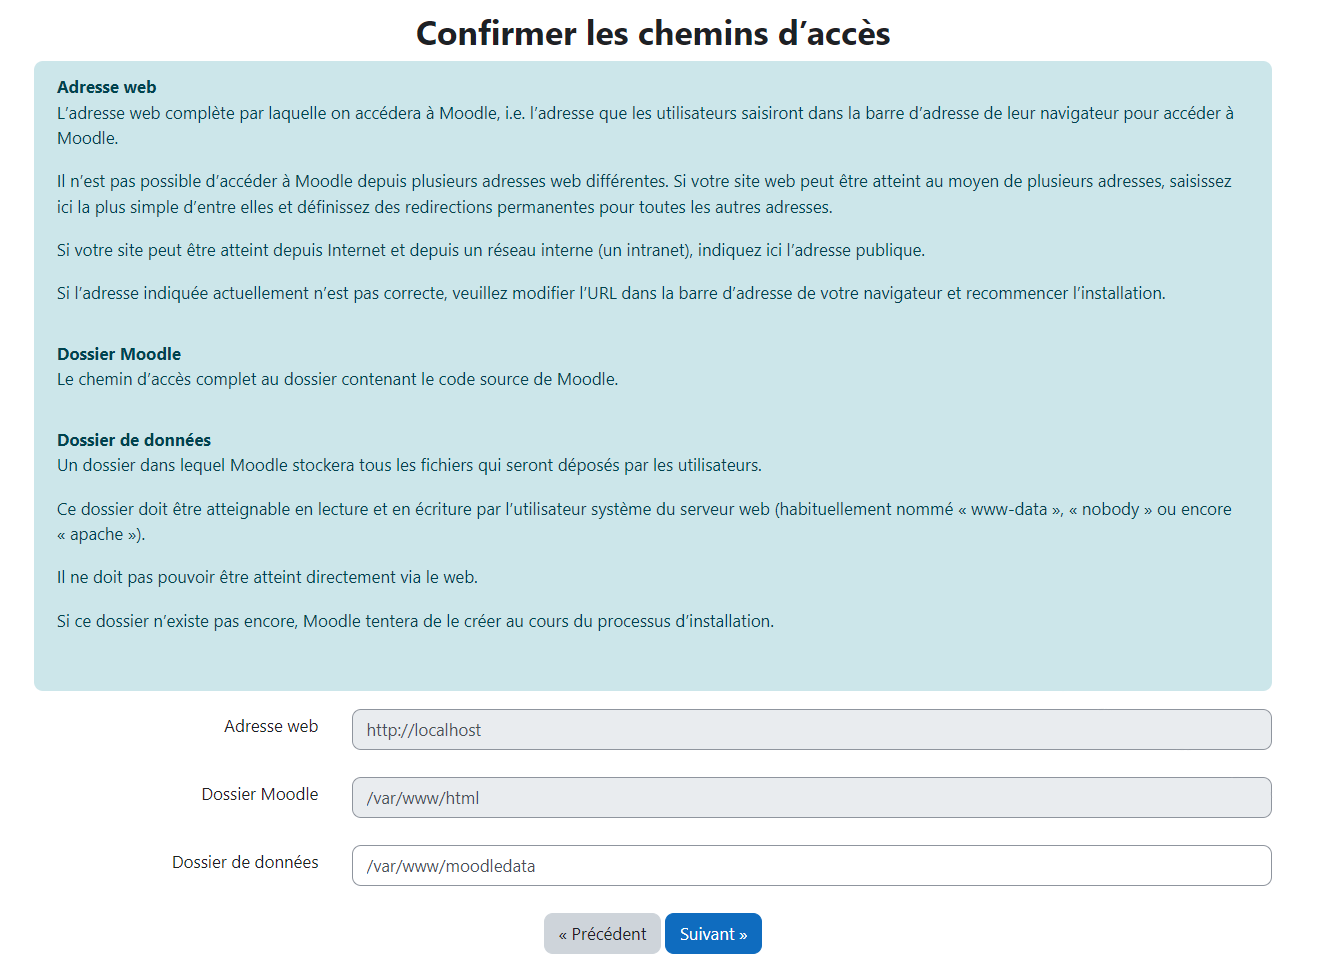 Confirmer les chemins d’accès
Adresse web
L’adresse web complète par laquelle on accédera à Moodle, i.e. l’adresse que les utilisateurs saisiront dans la barre d’adresse de leur navigateur pour accéder à
Moodle.
Il n’est pas possible d’accéder à Moodle depuis plusieurs adresses web différentes. Si votre site web peut être atteint au moyen de plusieurs adresses, saisissez
ici la plus simple d’entre elles et définissez des redirections permanentes pour toutes les autres adresses.
Si votre site peut être atteint depuis Internet et depuis un réseau interne (un intranet), indiquez ici l’adresse publique.
Si l’adresse indiquée actuellement n’est pas correcte, veuillez modifier l’URL dans la barre d’adresse de votre navigateur et recommencer l’installation.
Dossier Moodle
Le chemin d’accès complet au dossier contenant le code source de Moodle.
Dossier de données
Un dossier dans lequel Moodle stockera tous les fichiers qui seront déposés par les utilisateurs.
Ce dossier doit être atteignable en lecture et en écriture par l’utilisateur système du serveur web (habituellement nommé « www-data », « nobody » ou encore
« apache »).
Il ne doit pas pouvoir être atteint directement via le web.
Si ce dossier n’existe pas encore, Moodle tentera de le créer au cours du processus d’installation.
Adresse web http://localhost
Dossier Moodle /var/www/html
Dossier de données /var/www/moodledata
« Précédent Suivant »